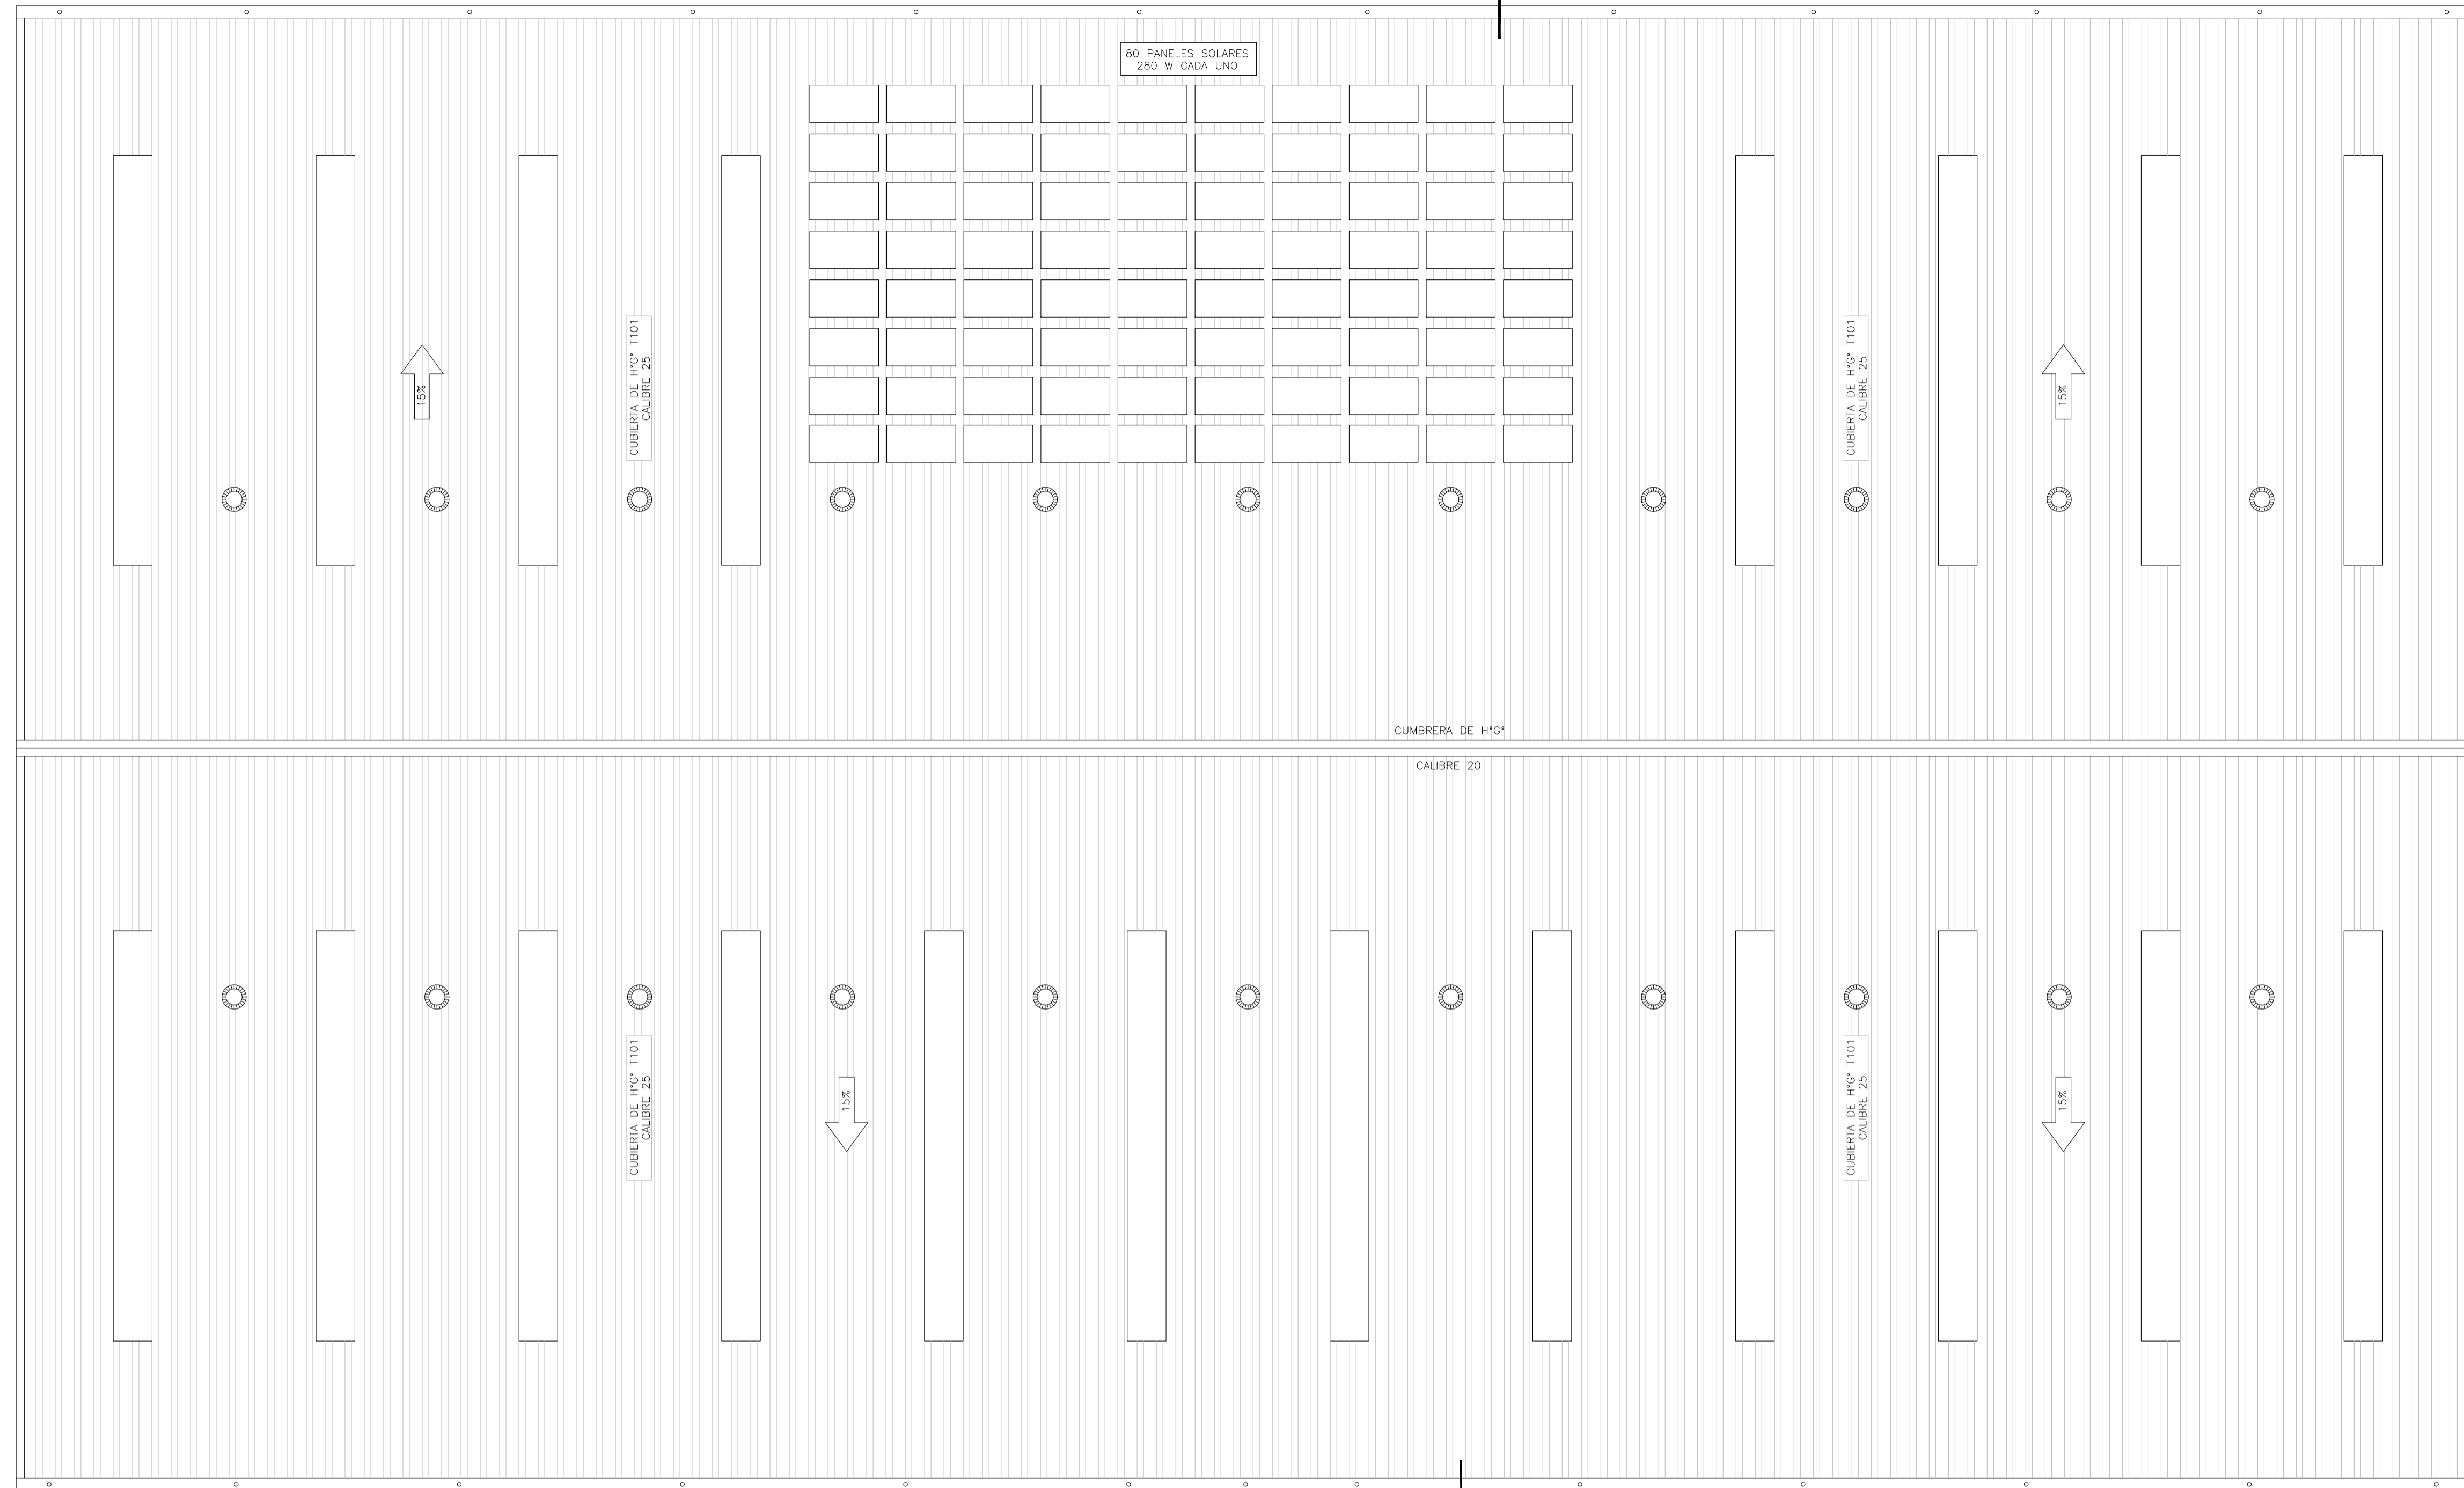 80 PANELES SOLARES
280 W CADA UNO
15%
CUBIERTA DE H°G° T101
CALIBRE 25
CUBIERTA DE H°G° T101
CALIBRE 25
15%
CUMBRERA DE H°G°
CALIBRE 20
CUBIERTA DE H°G° T101
CALIBRE 25
15%
CUBIERTA DE H°G° T101
CALIBRE 25
15%